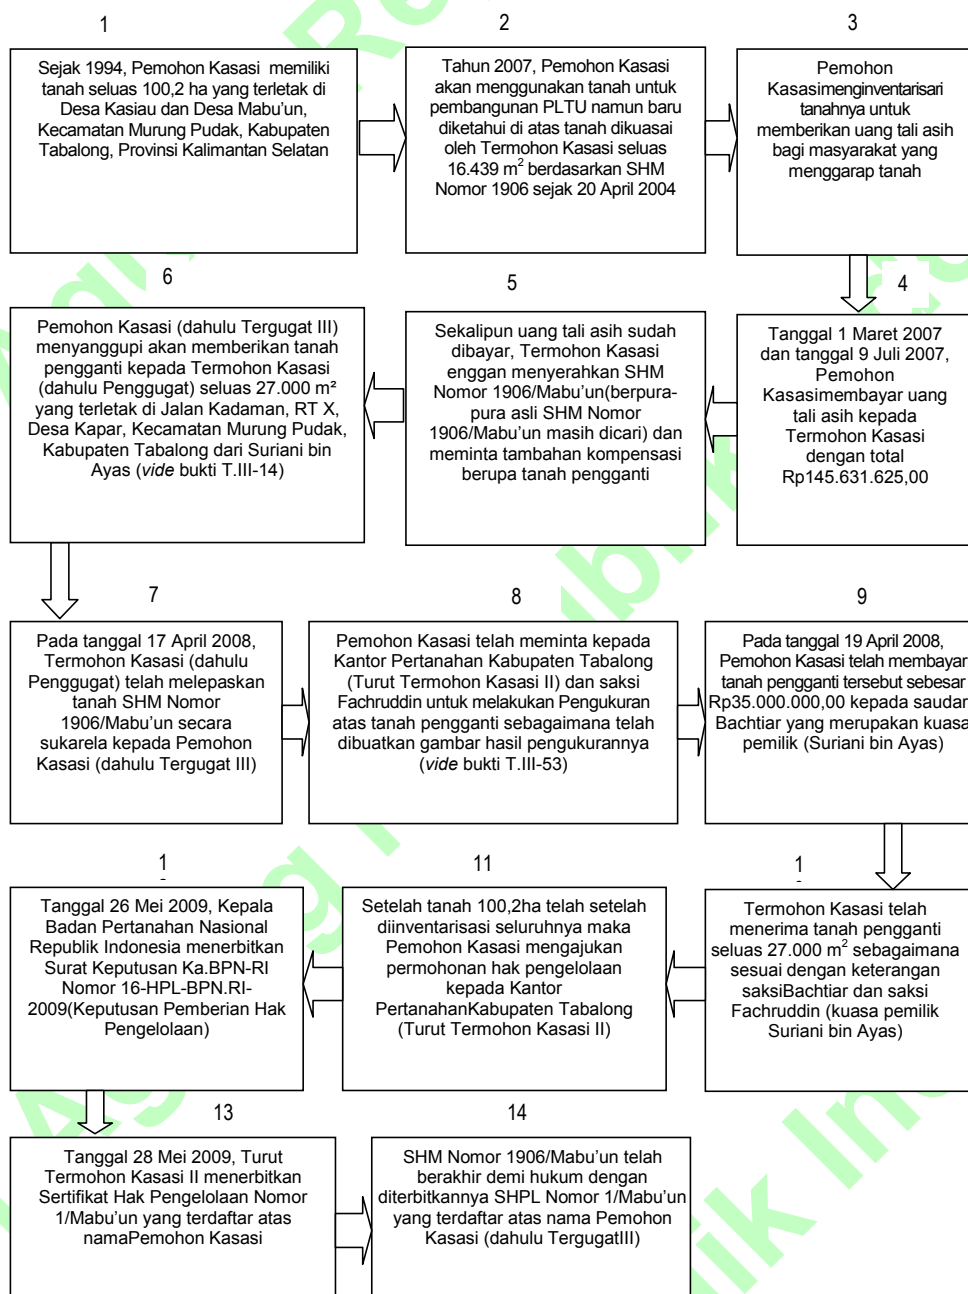 1
Sejak 1994, Pemohon Kasasi memiliki
tanah seluas 100,2 ha yang terletak di
Desa Kasiau dan Desa Mabu'un,
Kecamatan Murung Pudak, Kabupaten
Tabalong, Provinsi Kalimantan Selatan
2
Tahun 2007, Pemohon Kasasi
akan menggunakan tanah untuk
pembangunan PLTU namun baru
diketahui di atas tanah dikuasai
oleh Termohon Kasasi seluas
16.439 m² berdasarkan SHM
Nomor 1906 sejak 20 April 2004
3
Pemohon
Kasasimenginventarisari
tanahnya untuk
memberikan uang tali asih
bagi masyarakat yang
menggarap tanah
4
Tanggal 1 Maret 2007
dan tanggal 9 Juli 2007,
Pemohon
Kasasimembayar uang
tali asih kepada
Termohon Kasasi
dengan total
Rp145.631.625,00
5
Sekalipun uang tali asih sudah
dibayar, Termohon Kasasi
enggan menyerahkan SHM
Nomor 1906/Mabu'un(berpura-
pura asli SHM Nomor
1906/Mabu'un masih dicari) dan
meminta tambahan kompensasi
berupa tanah pengganti
6
Pemohon Kasasi (dahulu Tergugat III)
menyanggupi akan memberikan tanah
pengganti kepada Termohon Kasasi
(dahulu Penggugat) seluas 27.000 m²
yang terletak di Jalan Kadaman, RT X,
Desa Kapar, Kecamatan Murung Pudak,
Kabupaten Tabalong dari Suriani bin
Ayas (vide bukti T.III-14)
7
Pada tanggal 17 April 2008,
Termohon Kasasi (dahulu
Penggugat) telah melepaskan
tanah SHM Nomor
1906/Mabu'un secara
sukarela kepada Pemohon
Kasasi (dahulu Tergugat III)
8
Pemohon Kasasi telah meminta kepada
Kantor Pertanahan Kabupaten Tabalong
(Turut Termohon Kasasi II) dan saksi
Fachruddin untuk melakukan Pengukuran
atas tanah pengganti sebagaimana telah
dibuatkan gambar hasil pengukurannya
(vide bukti T.III-53)
9
Pada tanggal 19 April 2008,
Pemohon Kasasi telah membayar
tanah pengganti tersebut sebesar
Rp35.000.000,00 kepada saudar
Bachtiar yang merupakan kuasa
pemilik (Suriani bin Ayas)
1
Termohon Kasasi telah
menerima tanah pengganti
seluas 27.000 m² sebagaimana
sesuai dengan keterangan
saksiBachtiar dan saksi
Fachruddin (kuasa pemilik
Suriani bin Ayas)
11
Setelah tanah 100,2ha telah setelah
diinventarisasi seluruhnya maka
Pemohon Kasasi mengajukan
permohonan hak pengelolaan
kepada Kantor
PertanahanKabupaten Tabalong
(Turut Termohon Kasasi II)
1
Tanggal 26 Mei 2009, Kepala
Badan Pertanahan Nasional
Republik Indonesia menerbitkan
Surat Keputusan Ka.BPN-RI
Nomor 16-HPL-BPN.RI-
2009(Keputusan Pemberian Hak
Pengelolaan)
13
Tanggal 28 Mei 2009, Turut
Termohon Kasasi II menerbitkan
Sertifikat Hak Pengelolaan Nomor
1/Mabu'un yang terdaftar atas
namaPemohon Kasasi
14
SHM Nomor 1906/Mabu'un telah
berakhir demi hukum dengan
diterbitkannya SHPL Nomor 1/Mabu'un
yang terdaftar atas nama Pemohon
Kasasi (dahulu TergugatIII)